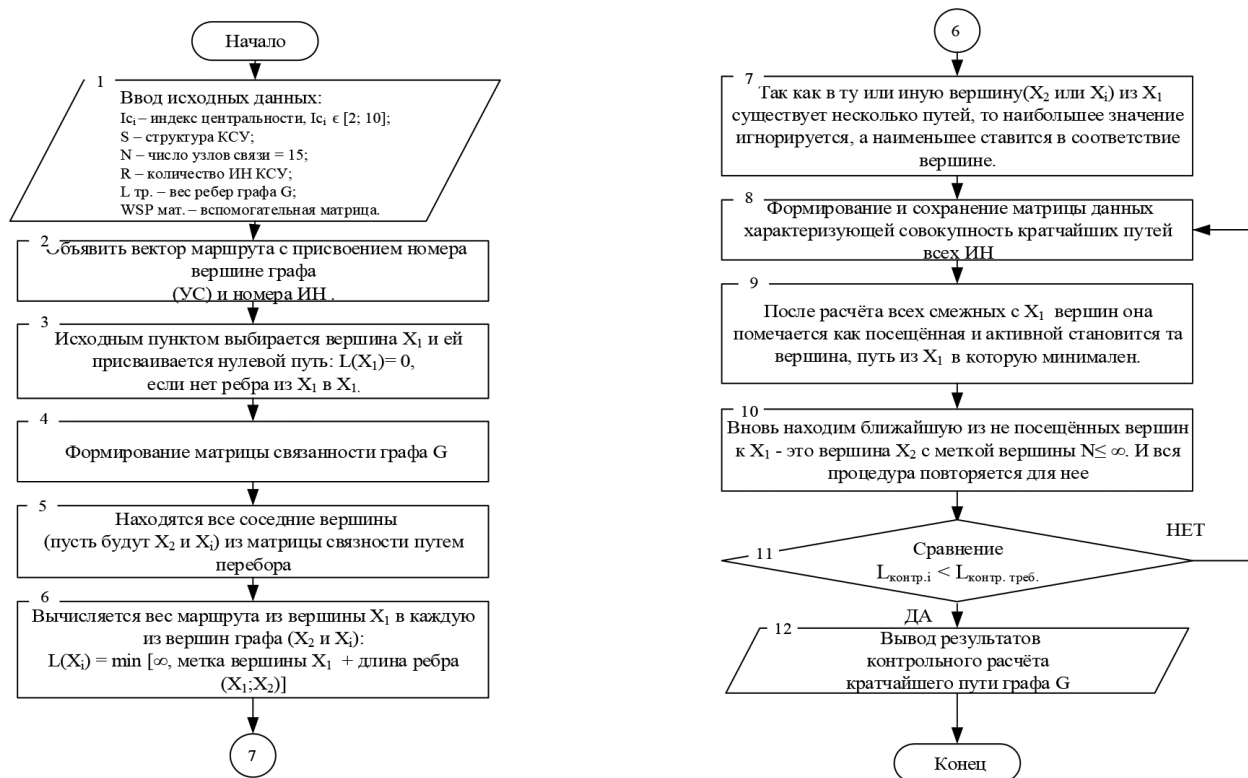 Начало
1
Ввод исходных данных:
Icᵢ – индекс центральности, Icᵢ ϵ [2; 10];
S – структура КСУ;
N – число узлов связи = 15;
R – количество ИН КСУ;
L тр. – вес ребер графа G;
WSP мат. – вспомогательная матрица.
2
Объявить вектор маршрута с присвоением номера
вершине графа
(УС) и номера ИН .
3
Исходным пунктом выбирается вершина X₁ и ей
присваивается нулевой путь: L(X₁)= 0,
если нет ребра из X₁ в X₁.
4
Формирование матрицы связанности графа G
5
Находятся все соседние вершины
(пусть будут X₂ и Xᵢ) из матрицы связности путем
перебора
6
Вычисляется вес маршрута из вершины X₁ в каждую
из вершин графа (X₂ и Xᵢ):
L(Xᵢ) = min [∞, метка вершины X₁ + длина ребра
(X₁;X₂)]
7
6
7
Так как в ту или иную вершину(X₂ или Xᵢ) из X₁
существует несколько путей, то наибольшее значение
игнорируется, а наименьшее ставится в соответствие
вершине.
8
Формирование и сохранение матрицы данных
характеризующей совокупность кратчайших путей
всех ИН
9
После расчёта всех смежных с X₁ вершин она
помечается как посещённая и активной становится та
вершина, путь из X₁ в которую минимален.
10
Вновь находим ближайшую из не посещённых вершин
к X₁ - это вершина X₂ с меткой вершины N≤ ∞. И вся
процедура повторяется для нее
11
Сравнение
Lконтр.i < Lконтр. треб.
НЕТ
ДА
12
Вывод результатов
контрольного расчёта
кратчайшего пути графа G
Конец